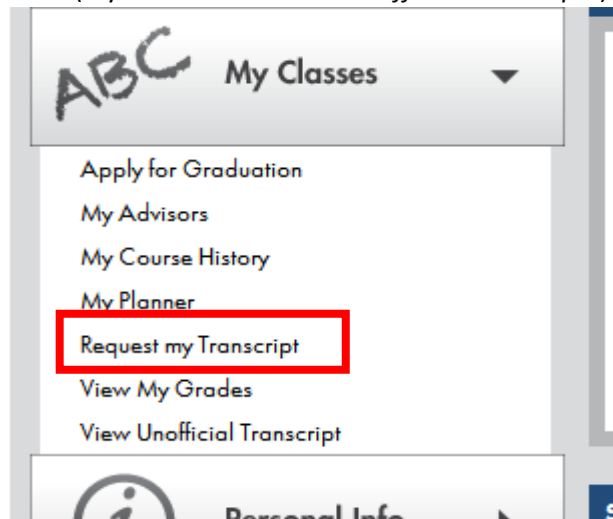 ABC My Classes
Apply for Graduation
My Advisors
My Course History
My Planner
Request my Transcript
View My Grades
View Unofficial Transcript
Personal Info